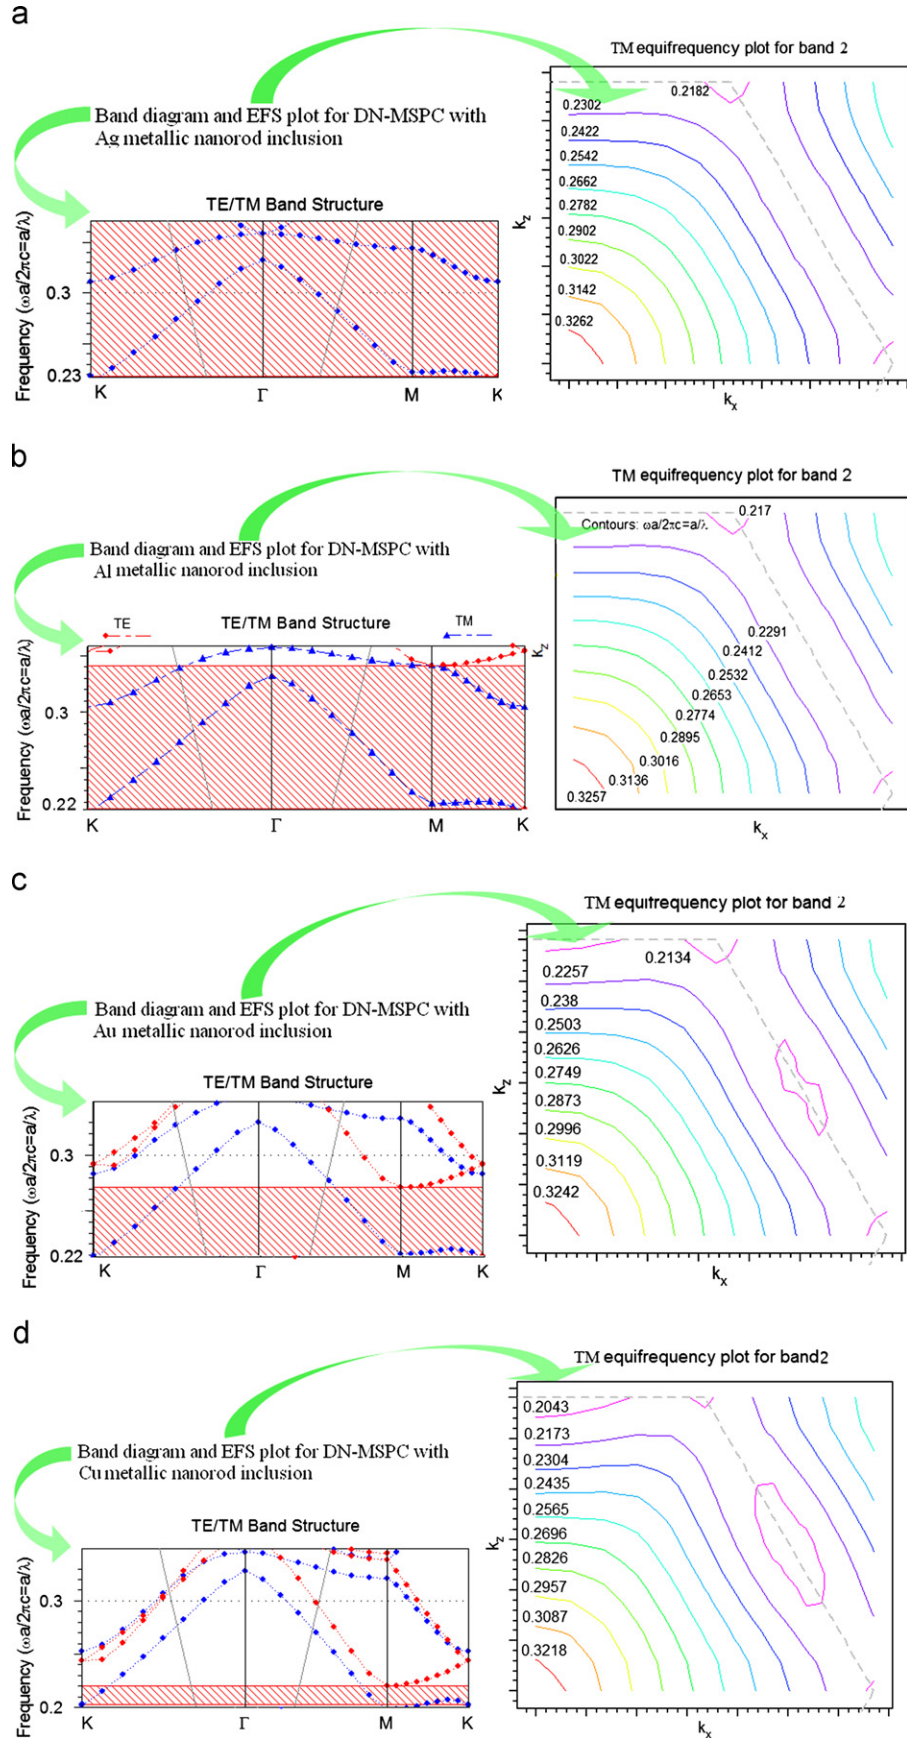 a
TM equifrequency plot for band 2
Band diagram and EFS plot for DN-MSPC with
Ag metallic nanorod inclusion
TE/TM Band Structure
Frequency (ωa/2πc=a/λ)
0.3
0.23
K
Γ
M
K
0.2182
0.2302
0.2422
0.2542
0.2662
0.2782
0.2902
0.3022
0.3142
0.3262
kz
kx
b
TM equifrequency plot for band 2
Band diagram and EFS plot for DN-MSPC with
Al metallic nanorod inclusion
TE
TE/TM Band Structure
TM
Frequency (ωa/2πc=a/λ)
0.3
0.22
K
Γ
M
K
0.217
Contours: ωa/2πc=a/λ
0.2291
0.2412
0.2532
0.2653
0.2774
0.2895
0.3016
0.3136
0.3257
kz
kx
c
TM equifrequency plot for band 2
Band diagram and EFS plot for DN-MSPC with
Au metallic nanorod inclusion
TE/TM Band Structure
Frequency (ωa/2πc=a/λ)
0.3
0.22
K
Γ
M
K
0.2134
0.2257
0.238
0.2503
0.2626
0.2749
0.2873
0.2996
0.3119
0.3242
kz
kx
d
TM equifrequency plot for band2
Band diagram and EFS plot for DN-MSPC with
Cu metallic nanorod inclusion
TE/TM Band Structure
Frequency (ωa/2πc=a/λ)
0.3
0.2
K
Γ
M
K
0.2043
0.2173
0.2304
0.2435
0.2565
0.2696
0.2826
0.2957
0.3087
0.3218
kz
kx